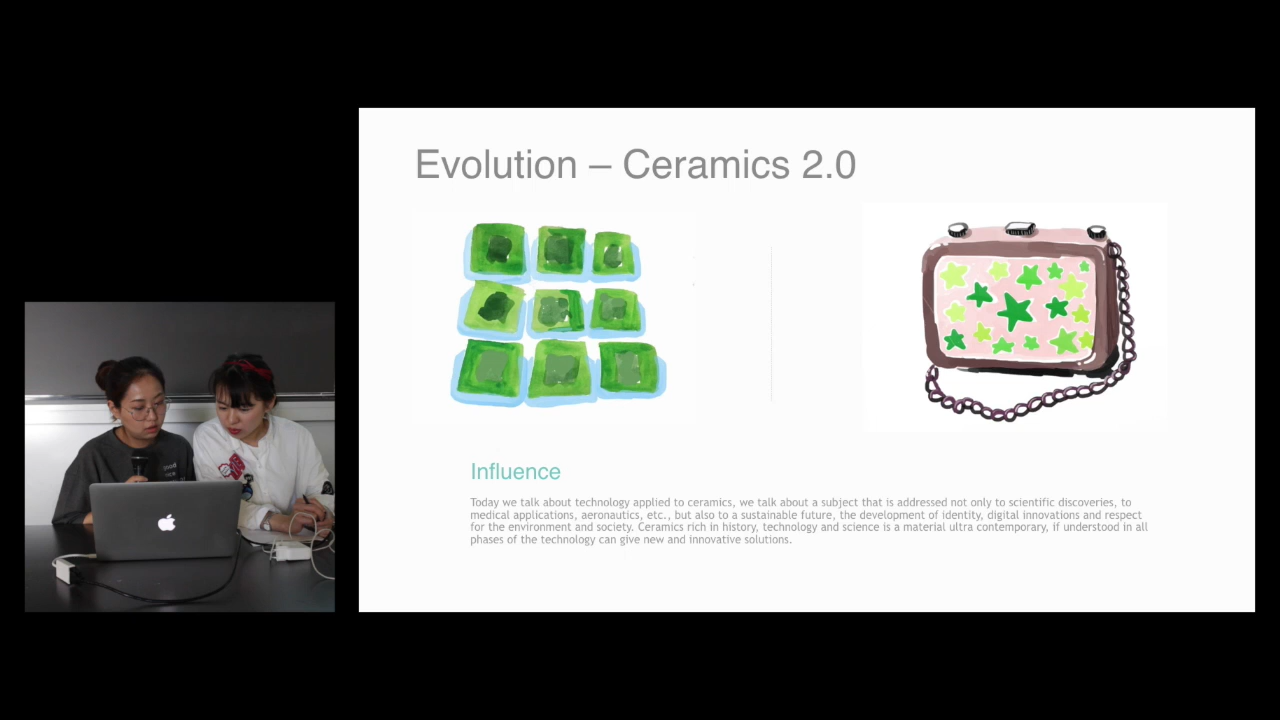 Evolution – Ceramics 2.0
Influence
Today we talk about technology applied to ceramics, we talk about a subject that is addressed not only to scientific discoveries, to
medical applications, aeronautics, etc., but also to a sustainable future, the development of identity, digital innovations and respect
for the environment and society. Ceramics rich in history, technology and science is a material ultra contemporary, if understood in all
phases of the technology can give new and innovative solutions.